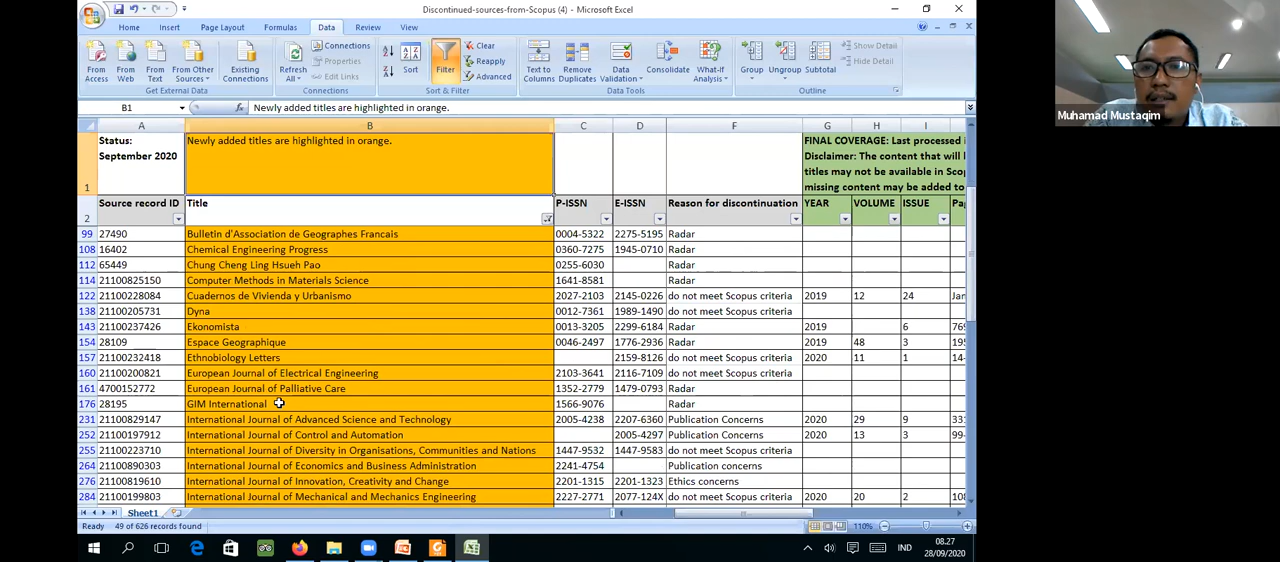 Discontinued-sources-from-Scopus (4) - Microsoft Excel
Home Insert Page Layout Formulas Data Review View
From Access
From Web
From Text
From Other Sources
Existing Connections
Get External Data
Refresh All
Connections
Properties
Edit Links
Connections
Sort
Filter
Clear
Reapply
Advanced
Sort & Filter
Text to Columns
Remove Duplicates
Data Validation
Consolidate
What-If Analysis
Data Tools
Group
Ungroup
Subtotal
Show Detail
Hide Detail
Outline
B1 fx Newly added titles are highlighted in orange.
A B C D F G H I
1 Status: September 2020 Newly added titles are highlighted in orange.
FINAL COVERAGE: Last processed
Disclaimer: The content that will
titles may not be available in Sco
missing content may be added to
2 Source record ID Title P-ISSN E-ISSN Reason for discontinuation YEAR VOLUME ISSUE Pa
99 27490 Bulletin d'Association de Geographes Francais 0004-5322 2275-5195 Radar
108 16402 Chemical Engineering Progress 0360-7275 1945-0710 Radar
112 65449 Chung Cheng Ling Hsueh Pao 0255-6030 Radar
114 21100825150 Computer Methods in Materials Science 1641-8581 Radar
122 21100228084 Cuadernos de Vivienda y Urbanismo 2027-2103 2145-0226 do not meet Scopus criteria 2019 12 24 Jan
138 21100205731 Dyna 0012-7361 1989-1490 do not meet Scopus criteria
143 21100237426 Ekonomista 0013-3205 2299-6184 Radar 2019 6 769
154 28109 Espace Geographique 0046-2497 1776-2936 Radar 2019 48 3 195
157 21100232418 Ethnobiology Letters 2159-8126 do not meet Scopus criteria 2020 11 1 14-
160 21100200821 European Journal of Electrical Engineering 2103-3641 2116-7109 do not meet Scopus criteria
161 4700152772 European Journal of Palliative Care 1352-2779 1479-0793 Radar
176 28195 GIM International 1566-9076 Radar
231 21100829147 International Journal of Advanced Science and Technology 2005-4238 2207-6360 Publication Concerns 2020 29 9 331
252 21100197912 International Journal of Control and Automation 2005-4297 Publication Concerns 2020 13 3 99-
255 21100223710 International Journal of Diversity in Organisations, Communities and Nations 1447-9532 1447-9583 Radar
264 21100890303 International Journal of Economics and Business Administration 2241-4754 Publication concerns
276 21100819610 International Journal of Innovation, Creativity and Change 2201-1315 2201-1323 Ethics concerns
284 21100199803 International Journal of Mechanical and Mechanics Engineering 2227-2771 2077-124X do not meet Scopus criteria 2020 20 2 108
Sheet1
Ready 49 of 626 records found 110%
IND 08.27
28/09/2020
Muhamad Mustaqim